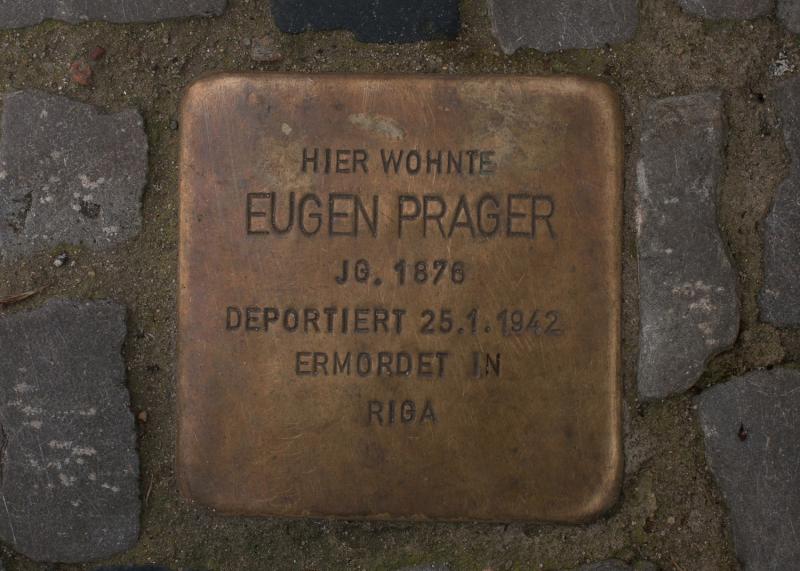 HIER WOHNTE
EUGEN PRAGER
JG. 1876
DEPORTIERT 25.1.1942
ERMORDET IN
RIGA